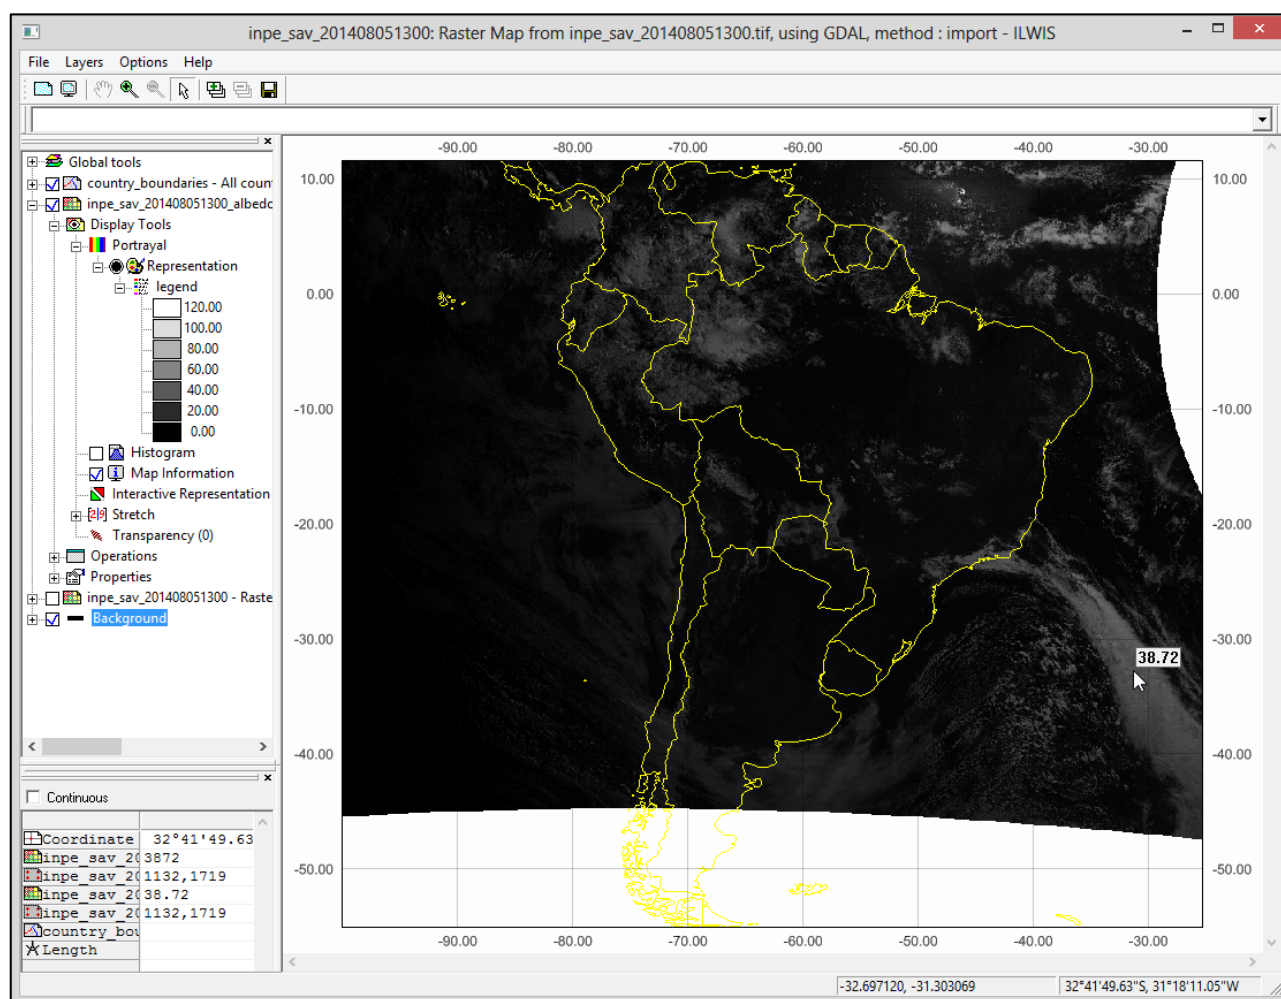 inpe_sav_201408051300: Raster Map from inpe_sav_201408051300.tif, using GDAL, method : import - ILWIS
File Layers Options Help
Global tools
country_boundaries - All coun
inpe_sav_201408051300_albedo
Display Tools
Portrayal
Representation
legend
120.00
100.00
80.00
60.00
40.00
20.00
0.00
Histogram
Map Information
Interactive Representation
Stretch
Transparency (0)
Operations
Properties
inpe_sav_201408051300 - Raste
Background
Continuous
Coordinate 32°41'49.63
inpe_sav_20 3872
inpe_sav_20 1132,1719
inpe_sav_20 38.72
inpe_sav_20 1132,1719
country_bou
Length
-90.00 -80.00 -70.00 -60.00 -50.00 -40.00 -30.00
10.00 10.00
0.00 0.00
-10.00 -10.00
-20.00 -20.00
-30.00 -30.00
38.72
-40.00 -40.00
-50.00 -50.00
-90.00 -80.00 -70.00 -60.00 -50.00 -40.00 -30.00
-32.697120, -31.303069 32°41'49.63"S, 31°18'11.05"W